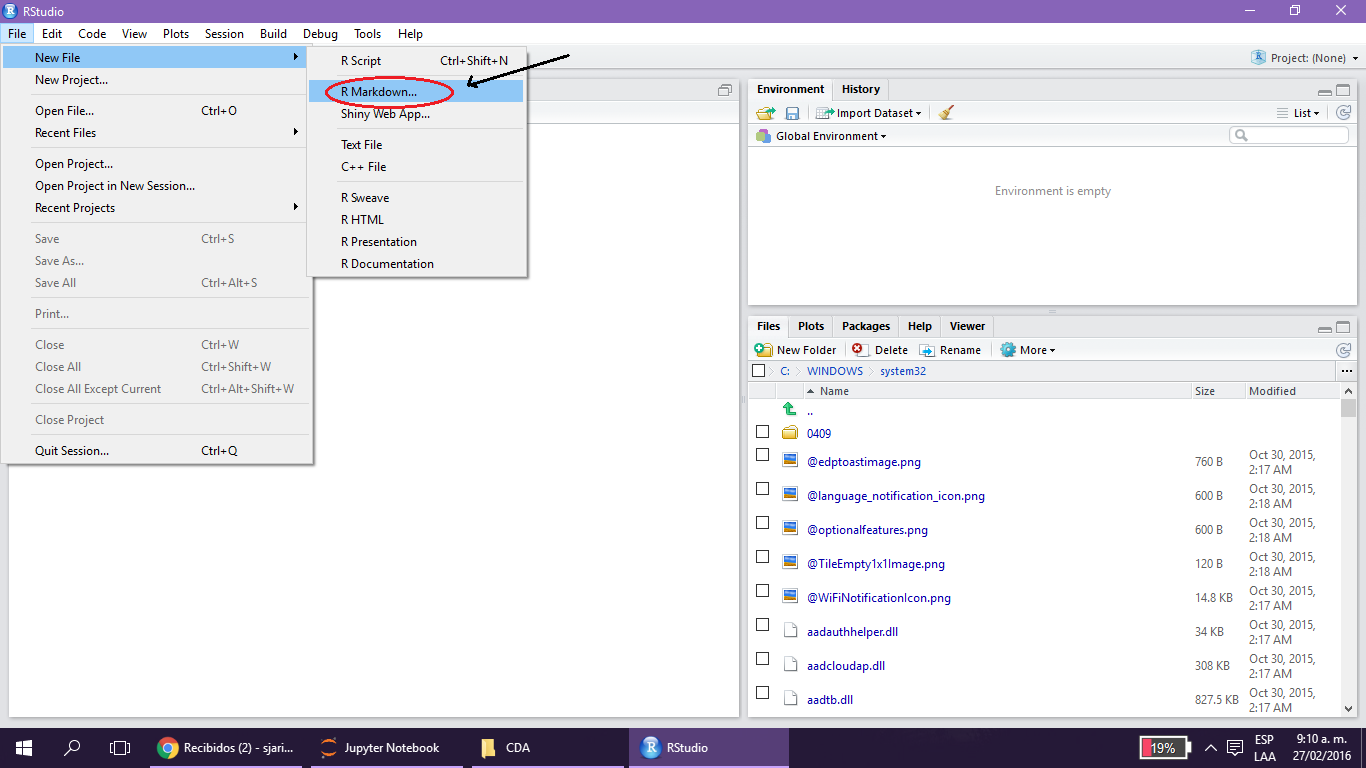 RStudio
File Edit Code View Plots Session Build Debug Tools Help
New File
New Project...
Open File... Ctrl+O
Recent Files
Open Project...
Open Project in New Session...
Recent Projects
Save Ctrl+S
Save As...
Save All Ctrl+Alt+S
Print...
Close Ctrl+W
Close All Ctrl+Shift+W
Close All Except Current Ctrl+Alt+Shift+W
Close Project
Quit Session... Ctrl+Q
R Script Ctrl+Shift+N
R Markdown...
Shiny Web App...
Text File
C++ File
R Sweave
R HTML
R Presentation
R Documentation
Project: (None)
Environment History
Import Dataset List
Global Environment
Environment is empty
Files Plots Packages Help Viewer
New Folder Delete Rename More
C: WINDOWS system32 ...
Name Size Modified
..
0409
@edptoastimage.png 760 B Oct 30, 2015,
2:17 AM
@language_notification_icon.png 600 B Oct 30, 2015,
2:18 AM
@optionalfeatures.png 600 B Oct 30, 2015,
2:18 AM
@TileEmpty1x1Image.png 120 B Oct 30, 2015,
2:18 AM
@WiFiNotificationIcon.png 14.8 KB Oct 30, 2015,
2:17 AM
aadauthhelper.dll 34 KB Oct 30, 2015,
2:17 AM
aadcloudap.dll 308 KB Oct 30, 2015,
2:17 AM
aadtb.dll 827.5 KB Oct 30, 2015,
2:17 AM
Recibidos (2) - sjari... Jupyter Notebook CDA RStudio 19% ESP 9:10 a. m.
LAA 27/02/2016